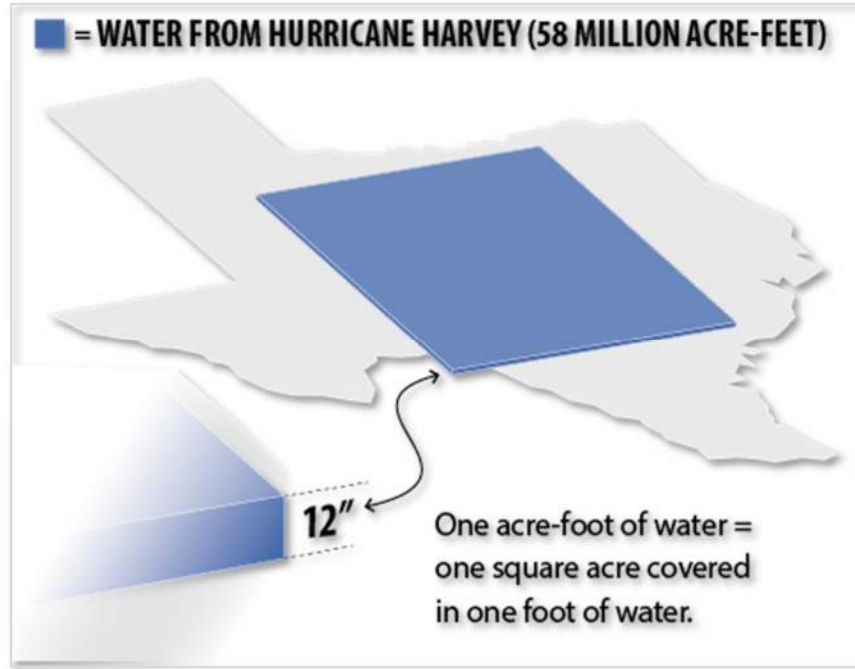 = WATER FROM HURRICANE HARVEY (58 MILLION ACRE-FEET)
12"
One acre-foot of water =
one square acre covered
in one foot of water.